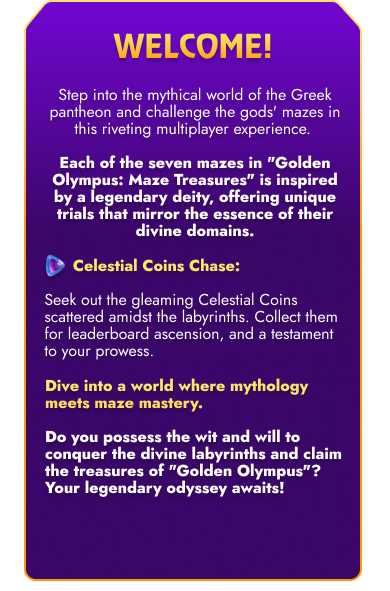 WELCOME!
Step into the mythical world of the Greek
pantheon and challenge the gods' mazes in
this riveting multiplayer experience.
Each of the seven mazes in "Golden
Olympus: Maze Treasures" is inspired
by a legendary deity, offering unique
trials that mirror the essence of their
divine domains.
Celestial Coins Chase:
Seek out the gleaming Celestial Coins
scattered amidst the labyrinths. Collect them
for leaderboard ascension, and a testament
to your prowess.
Dive into a world where mythology
meets maze mastery.
Do you possess the wit and will to
conquer the divine labyrinths and claim
the treasures of "Golden Olympus"?
Your legendary odyssey awaits!